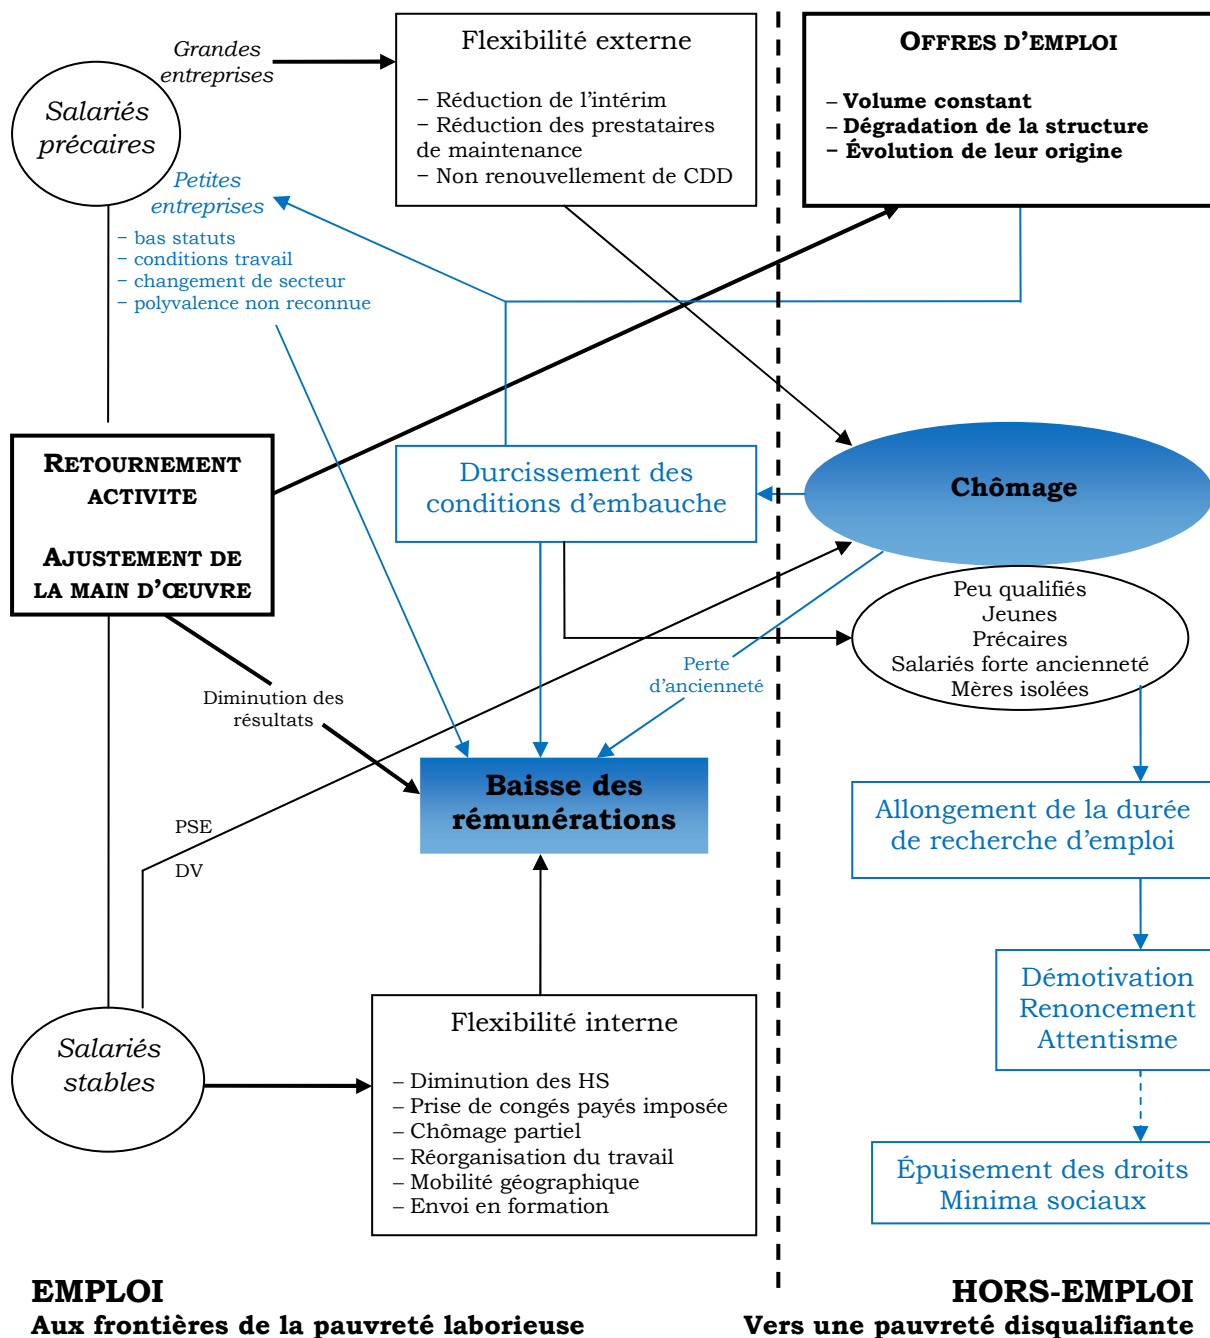 Grandes
entreprises
Salariés
précaires
Flexibilité externe
− Réduction de l’intérim
− Réduction des prestataires
de maintenance
− Non renouvellement de CDD
OFFRES D’EMPLOI
− Volume constant
− Dégradation de la structure
− Évolution de leur origine
Petites
entreprises
− bas statuts
− conditions travail
− changement de secteur
− polyvalence non reconnue
RETOURNEMENT
ACTIVITE
AJUSTEMENT DE
LA MAIN D’ŒUVRE
Durcissement des
conditions d’embauche
Chômage
Peu qualifiés
Jeunes
Précaires
Salariés forte ancienneté
Mères isolées
Perte
d’ancienneté
Diminution des
résultats
Baisse des
rémunérations
PSE
DV
Allongement de la durée
de recherche d’emploi
Démotivation
Renoncement
Attentisme
Salariés
stables
Flexibilité interne
− Diminution des HS
− Prise de congés payés imposée
− Chômage partiel
− Réorganisation du travail
− Mobilité géographique
− Envoi en formation
Épuisement des droits
Minima sociaux
EMPLOI
Aux frontières de la pauvreté laborieuse
HORS-EMPLOI
Vers une pauvreté disqualifiante